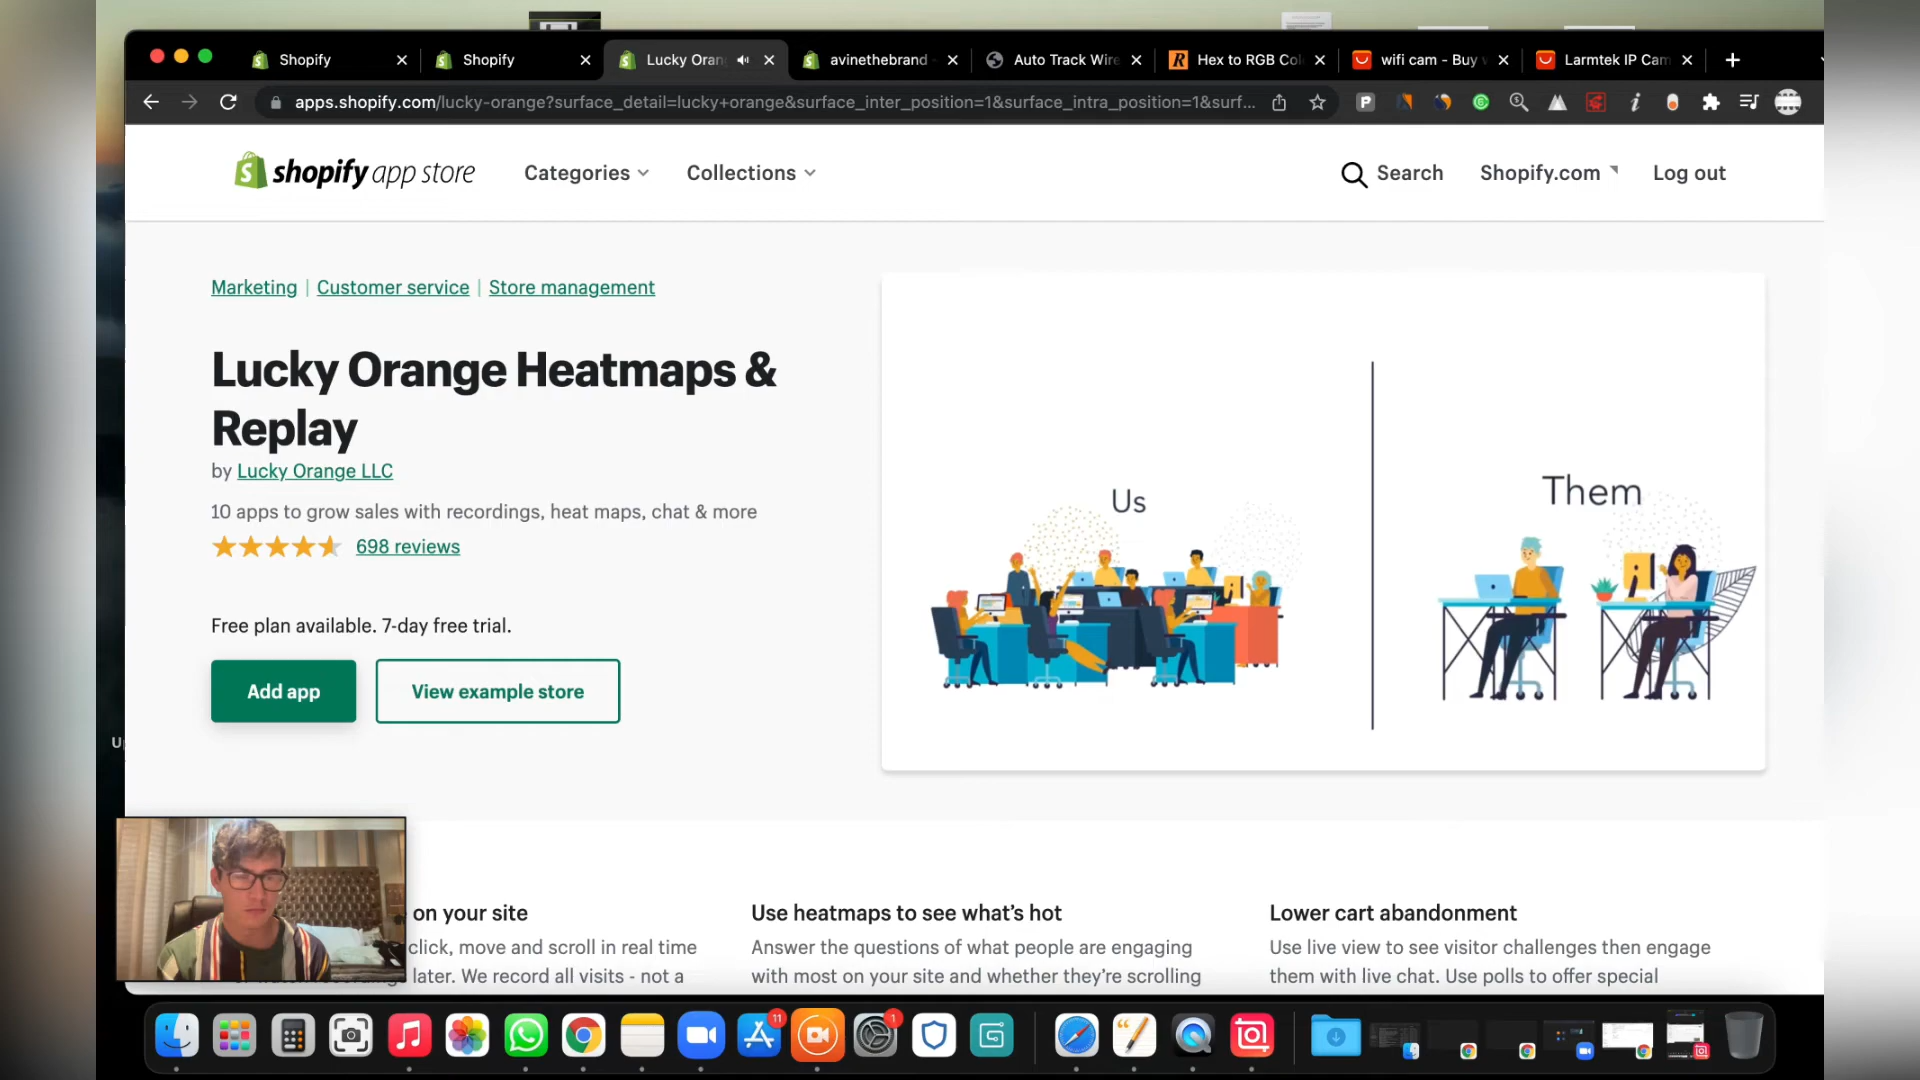 Shopify
Shopify
Lucky Oran
avinethebrand
Auto Track Wire
Hex to RGB Col
wifi cam - Buy
Larmtek IP Cam
apps.shopify.com/lucky-orange?surface_detail=lucky+orange&surface_inter_position=1&surface_intra_position=1&surf...
shopify app store
Categories
Collections
Search
Shopify.com
Log out
Marketing | Customer service | Store management
Lucky Orange Heatmaps &
Replay
by Lucky Orange LLC
10 apps to grow sales with recordings, heat maps, chat & more
698 reviews
Free plan available. 7-day free trial.
Add app
View example store
Us
Them
on your site
click, move and scroll in real time
later. We record all visits - not a
Use heatmaps to see what's hot
Answer the questions of what people are engaging
with most on your site and whether they're scrolling
Lower cart abandonment
Use live view to see visitor challenges then engage
them with live chat. Use polls to offer special
11
1